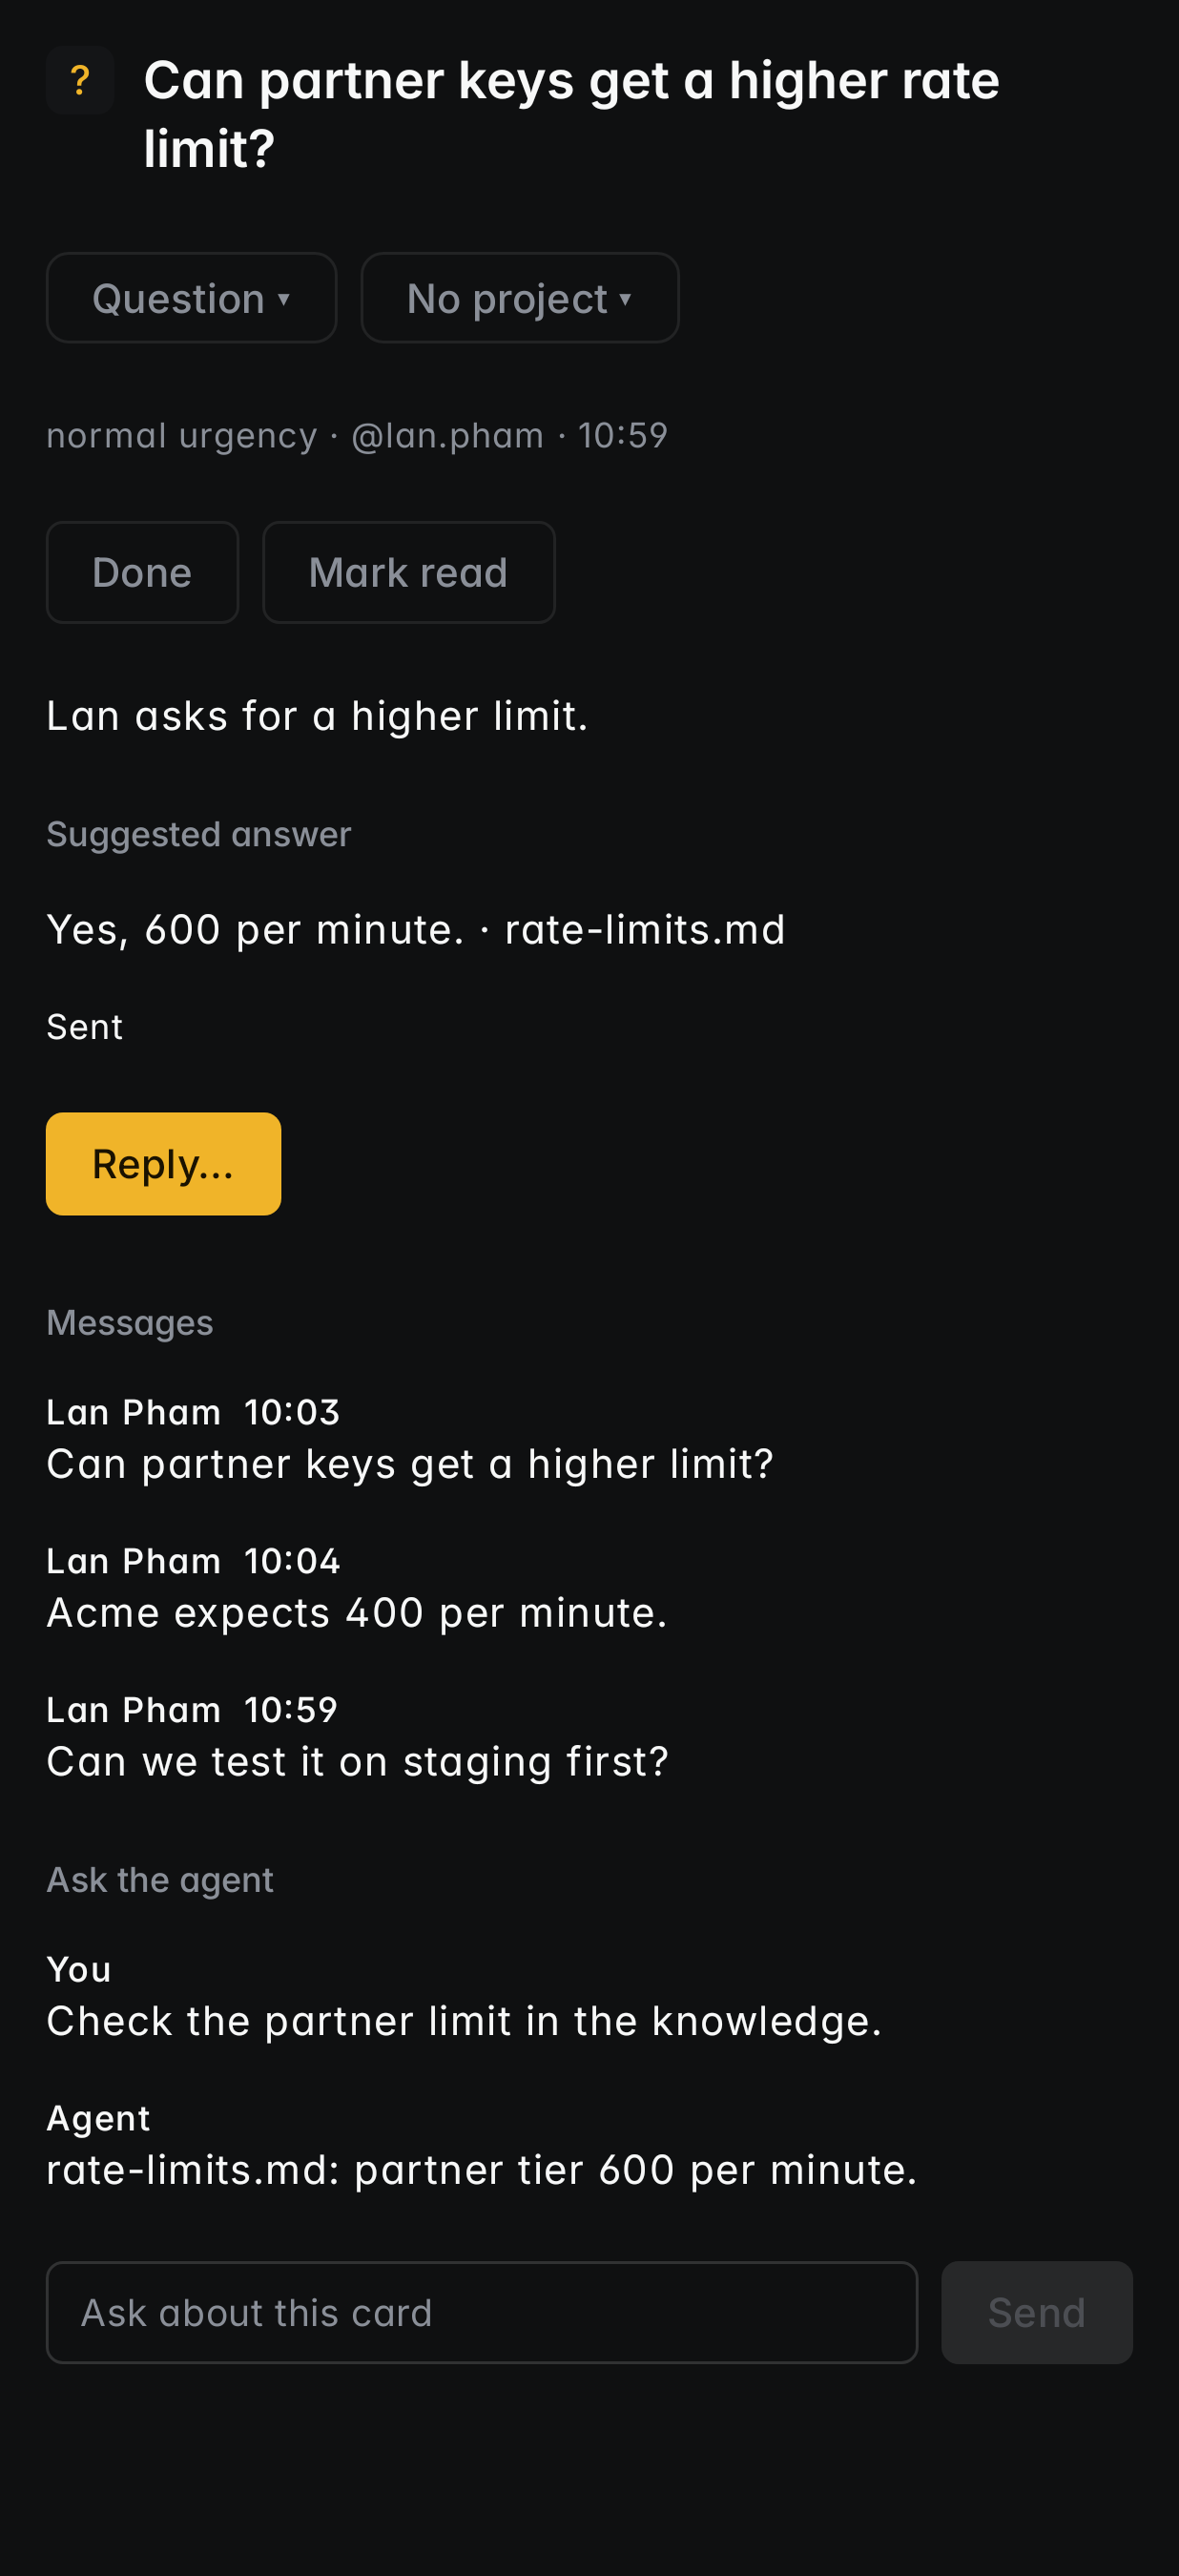 ?
Can partner keys get a higher rate
limit?
Question ▾ No project ▾
normal urgency · @lan.pham · 10:59
Done Mark read
Lan asks for a higher limit.
Suggested answer
Yes, 600 per minute. · rate-limits.md
Sent
Reply...
Messages
Lan Pham 10:03
Can partner keys get a higher limit?
Lan Pham 10:04
Acme expects 400 per minute.
Lan Pham 10:59
Can we test it on staging first?
Ask the agent
You
Check the partner limit in the knowledge.
Agent
rate-limits.md: partner tier 600 per minute.
Ask about this card Send